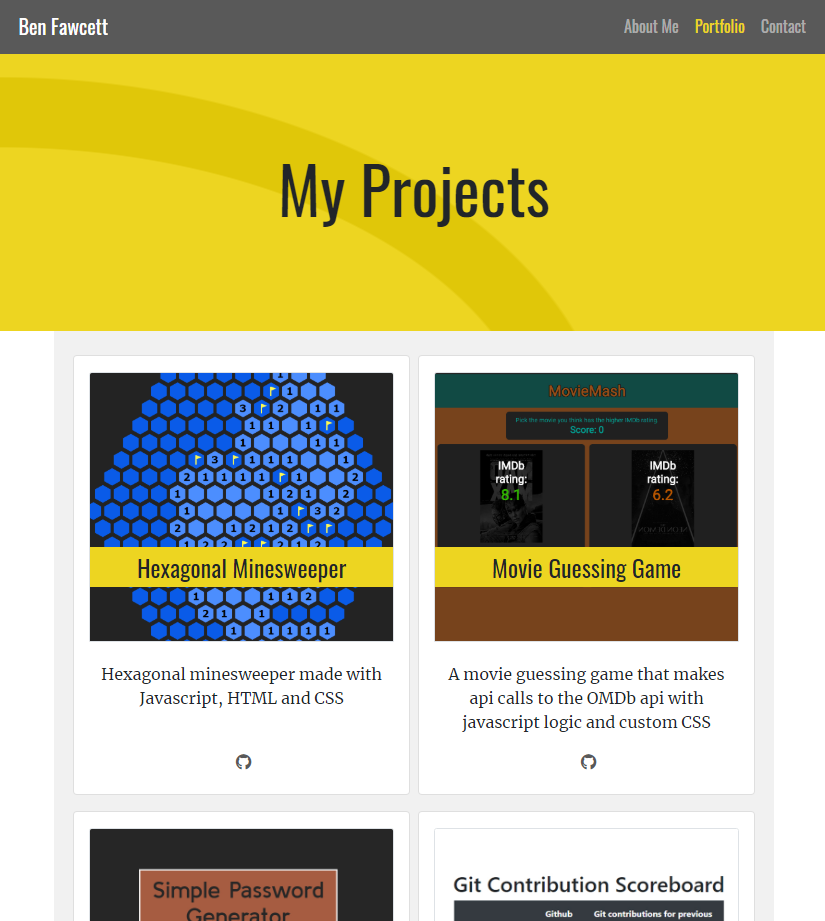 Ben Fawcett
About Me Portfolio Contact
My Projects
MovieMash
Pick the movie you think has the higher IMDb rating
Score: 0
IMDb
rating:
8.1
IMDb
rating:
6.2
Hexagonal Minesweeper
Movie Guessing Game
Hexagonal minesweeper made with
Javascript, HTML and CSS
A movie guessing game that makes
api calls to the OMDb api with
javascript logic and custom CSS
Simple Password
Generator
Git Contribution Scoreboard
Github Git contributions for previous